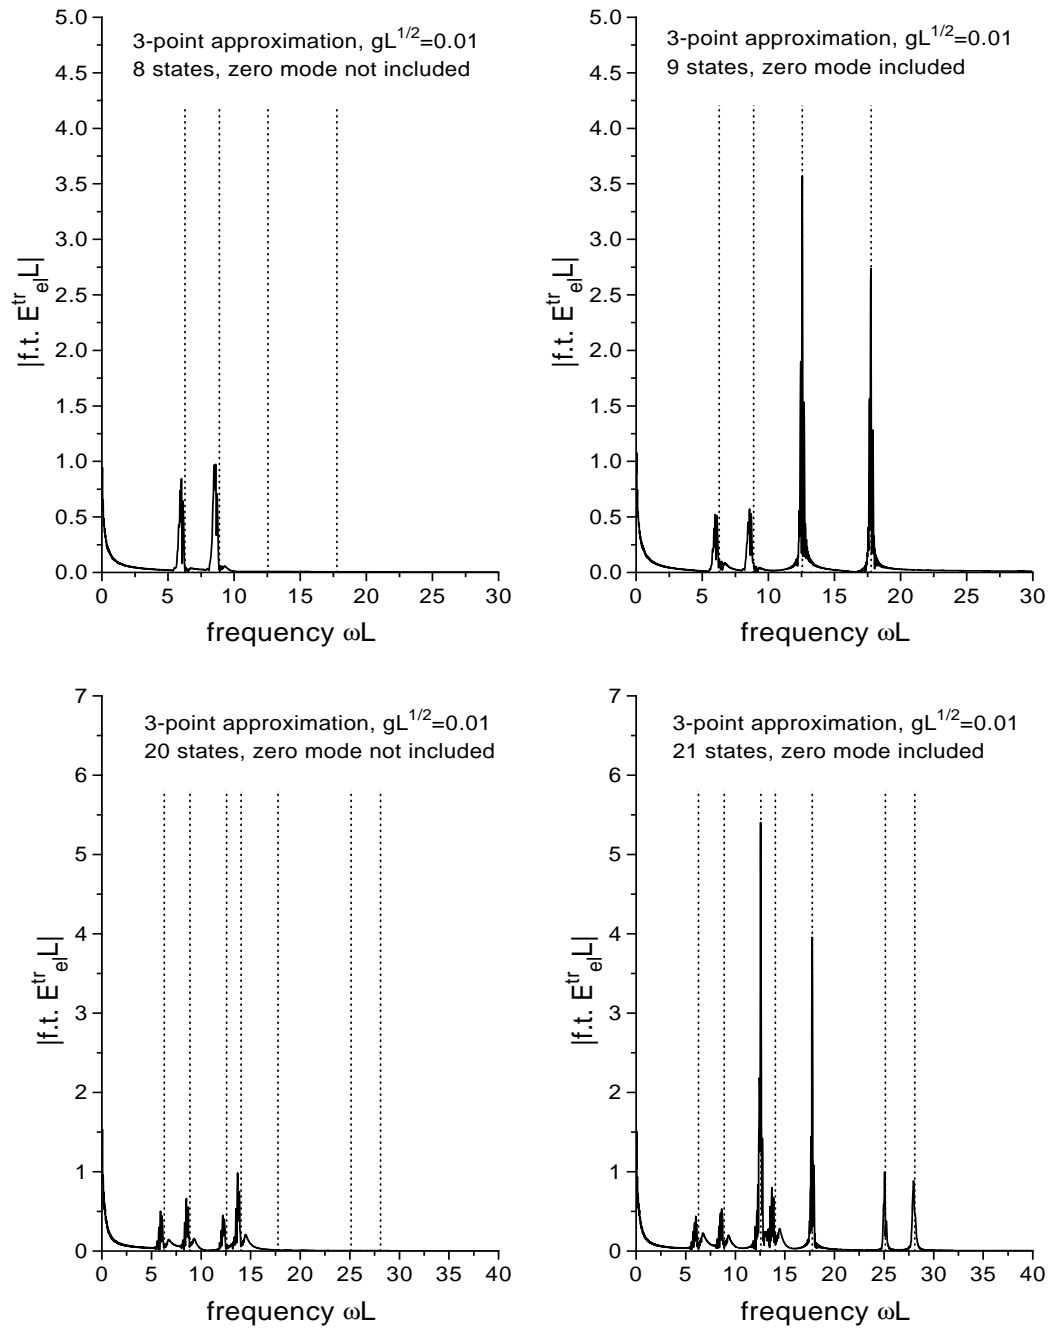 3-point approximation, gL^1/2=0.01
8 states, zero mode not included
5.0
4.5
4.0
3.5
3.0
2.5
2.0
1.5
1.0
0.5
0.0
|f.t. E^tr_el L|
0 5 10 15 20 25 30
frequency ωL
3-point approximation, gL^1/2=0.01
9 states, zero mode included
5.0
4.5
4.0
3.5
3.0
2.5
2.0
1.5
1.0
0.5
0.0
|f.t. E^tr_el L|
0 5 10 15 20 25 30
frequency ωL
3-point approximation, gL^1/2=0.01
20 states, zero mode not included
7
6
5
4
3
2
1
0
|f.t. E^tr_el L|
0 5 10 15 20 25 30 35 40
frequency ωL
3-point approximation, gL^1/2=0.01
21 states, zero mode included
7
6
5
4
3
2
1
0
|f.t. E^tr_el L|
0 5 10 15 20 25 30 35 40
frequency ωL